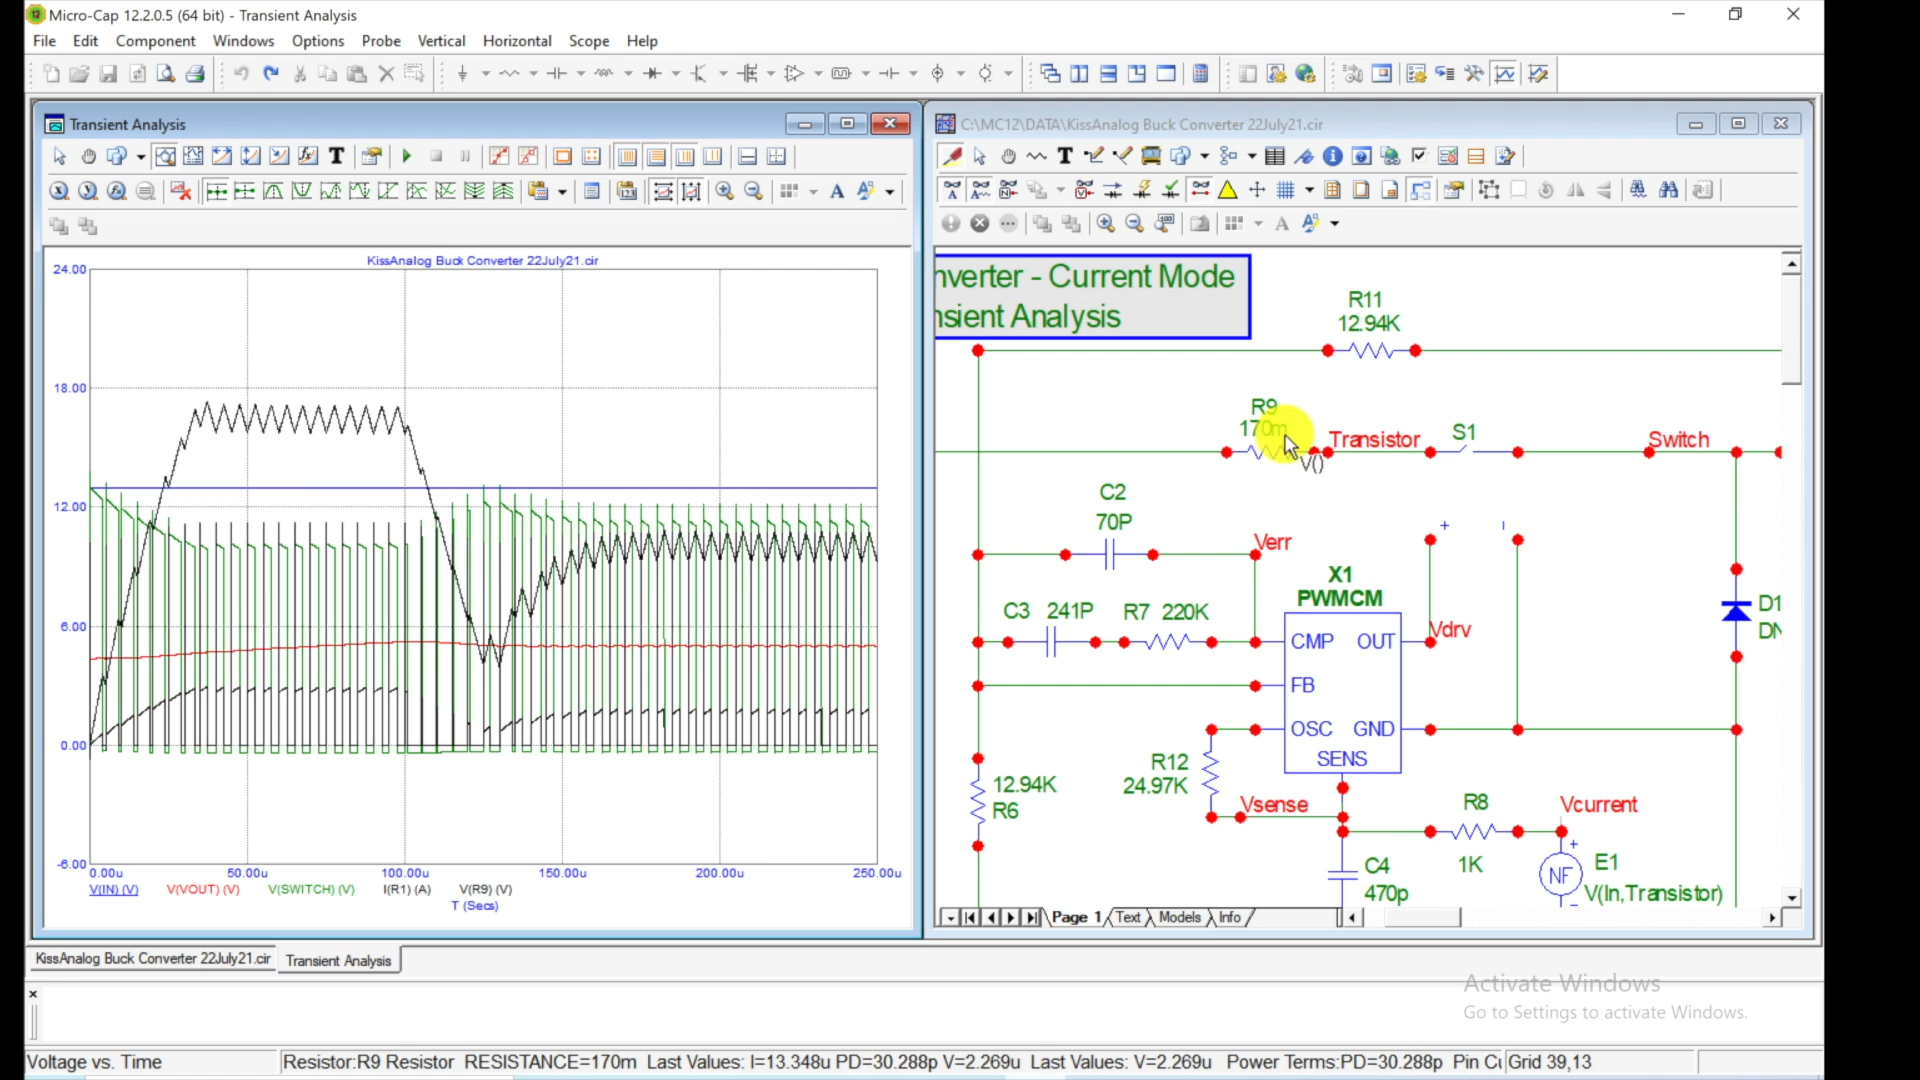 Micro-Cap 12.2.0.5 (64 bit) - Transient Analysis
File Edit Component Windows Options Probe Vertical Horizontal Scope Help
Transient Analysis
KissAnalog Buck Converter 22July21.cir
24.00
18.00
12.00
6.00
0.00
-6.00
0.00u 50.00u 100.00u 150.00u 200.00u 250.00u
V(IN) (V) V(VOUT) (V) V(SWITCH) (V) I(R1) (A) V(R9) (V)
T (Secs)
C:\MC12\DATA\KissAnalog Buck Converter 22July21.cir
nverter - Current Mode
nsient Analysis
R11
12.94K
R9
170m
V()
Transistor
S1
Switch
C2
70P
Verr
X1
PWMCM
C3 241P R7 220K
CMP OUT
Vdrv
FB
OSC GND
SENS
D1
12.94K
R6
R12
24.97K
Vsense
R8
1K
Vcurrent
C4
470p
NF
E1
V(In,Transistor)
Page 1 Text Models Info
KissAnalog Buck Converter 22July21.cir Transient Analysis
Activate Windows
Go to Settings to activate Windows.
Voltage vs. Time Resistor:R9 Resistor RESISTANCE=170m Last Values: I=13.348u PD=30.288p V=2.269u Last Values: V=2.269u Power Terms:PD=30.288p Pin Cu Grid 39,13